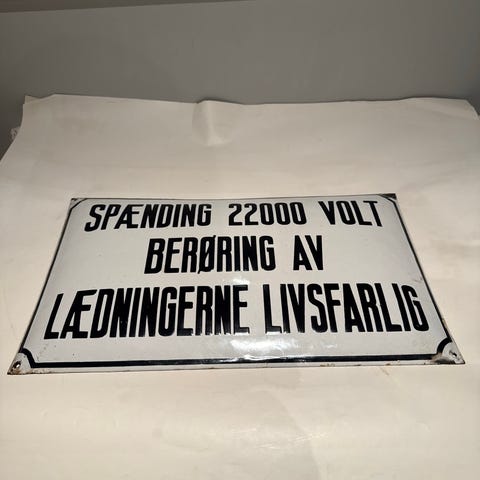 SPÆNDING 22000 VOLT
BERØRING AV
LÆDNINGERNE LIVSFARLIG